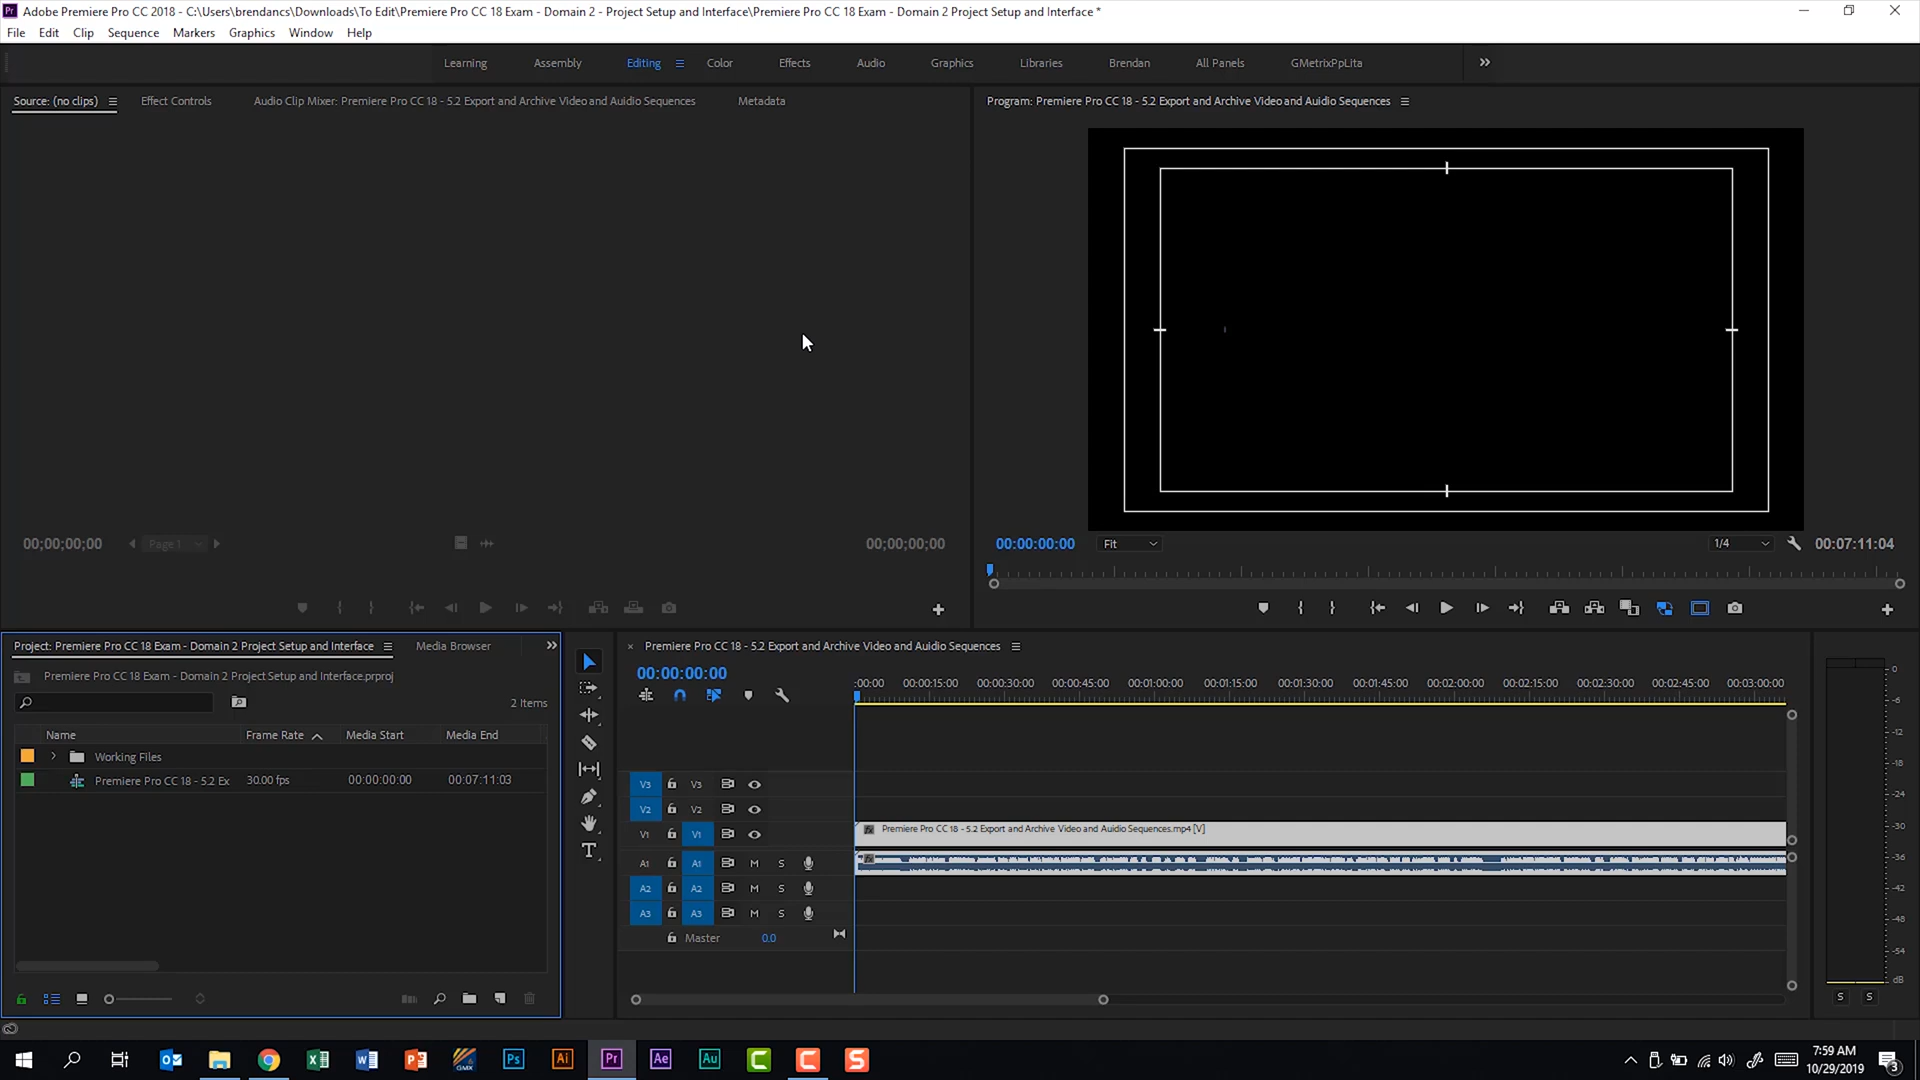 Adobe Premiere Pro CC 2018 - C:\Users\brendancs\Downloads\To Edit\Premiere Pro CC 18 Exam - Domain 2 - Project Setup and Interface\Premiere Pro CC 18 Exam - Domain 2 Project Setup and Interface *
File Edit Clip Sequence Markers Graphics Window Help
Learning Assembly Editing Color Effects Audio Graphics Libraries Brendan All Panels GMetrixPpLita
Source: (no clips) Effect Controls Audio Clip Mixer: Premiere Pro CC 18 - 5.2 Export and Archive Video and Auidio Sequences Metadata
Program: Premiere Pro CC 18 - 5.2 Export and Archive Video and Auidio Sequences
00;00;00;00 Page 1 00;00;00;00
00:00:00:00 Fit 1/4 00:07:11:04
Project: Premiere Pro CC 18 Exam - Domain 2 Project Setup and Interface Media Browser
Premiere Pro CC 18 Exam - Domain 2 Project Setup and Interface.prproj
2 Items
Name Frame Rate Media Start Media End
Working Files
Premiere Pro CC 18 - 5.2 Ex 30.00 fps 00:00:00:00 00:07:11:03
Premiere Pro CC 18 - 5.2 Export and Archive Video and Auidio Sequences
00:00:00:00
:00:00 00:00:15:00 00:00:30:00 00:00:45:00 00:01:00:00 00:01:15:00 00:01:30:00 00:01:45:00 00:02:00:00 00:02:15:00 00:02:30:00 00:02:45:00 00:03:00:00
V3 V3
V2 V2
V1 V1 Premiere Pro CC 18 - 5.2 Export and Archive Video and Auidio Sequences.mp4 [V]
A1 A1 M S
A2 A2 M S
A3 A3 M S
Master 0.0
0
-6
-12
-18
-24
-30
-36
-42
-48
-54
dB
S S
GMX Ps Ai Pr Ae Au C C S
7:59 AM
10/29/2019
3